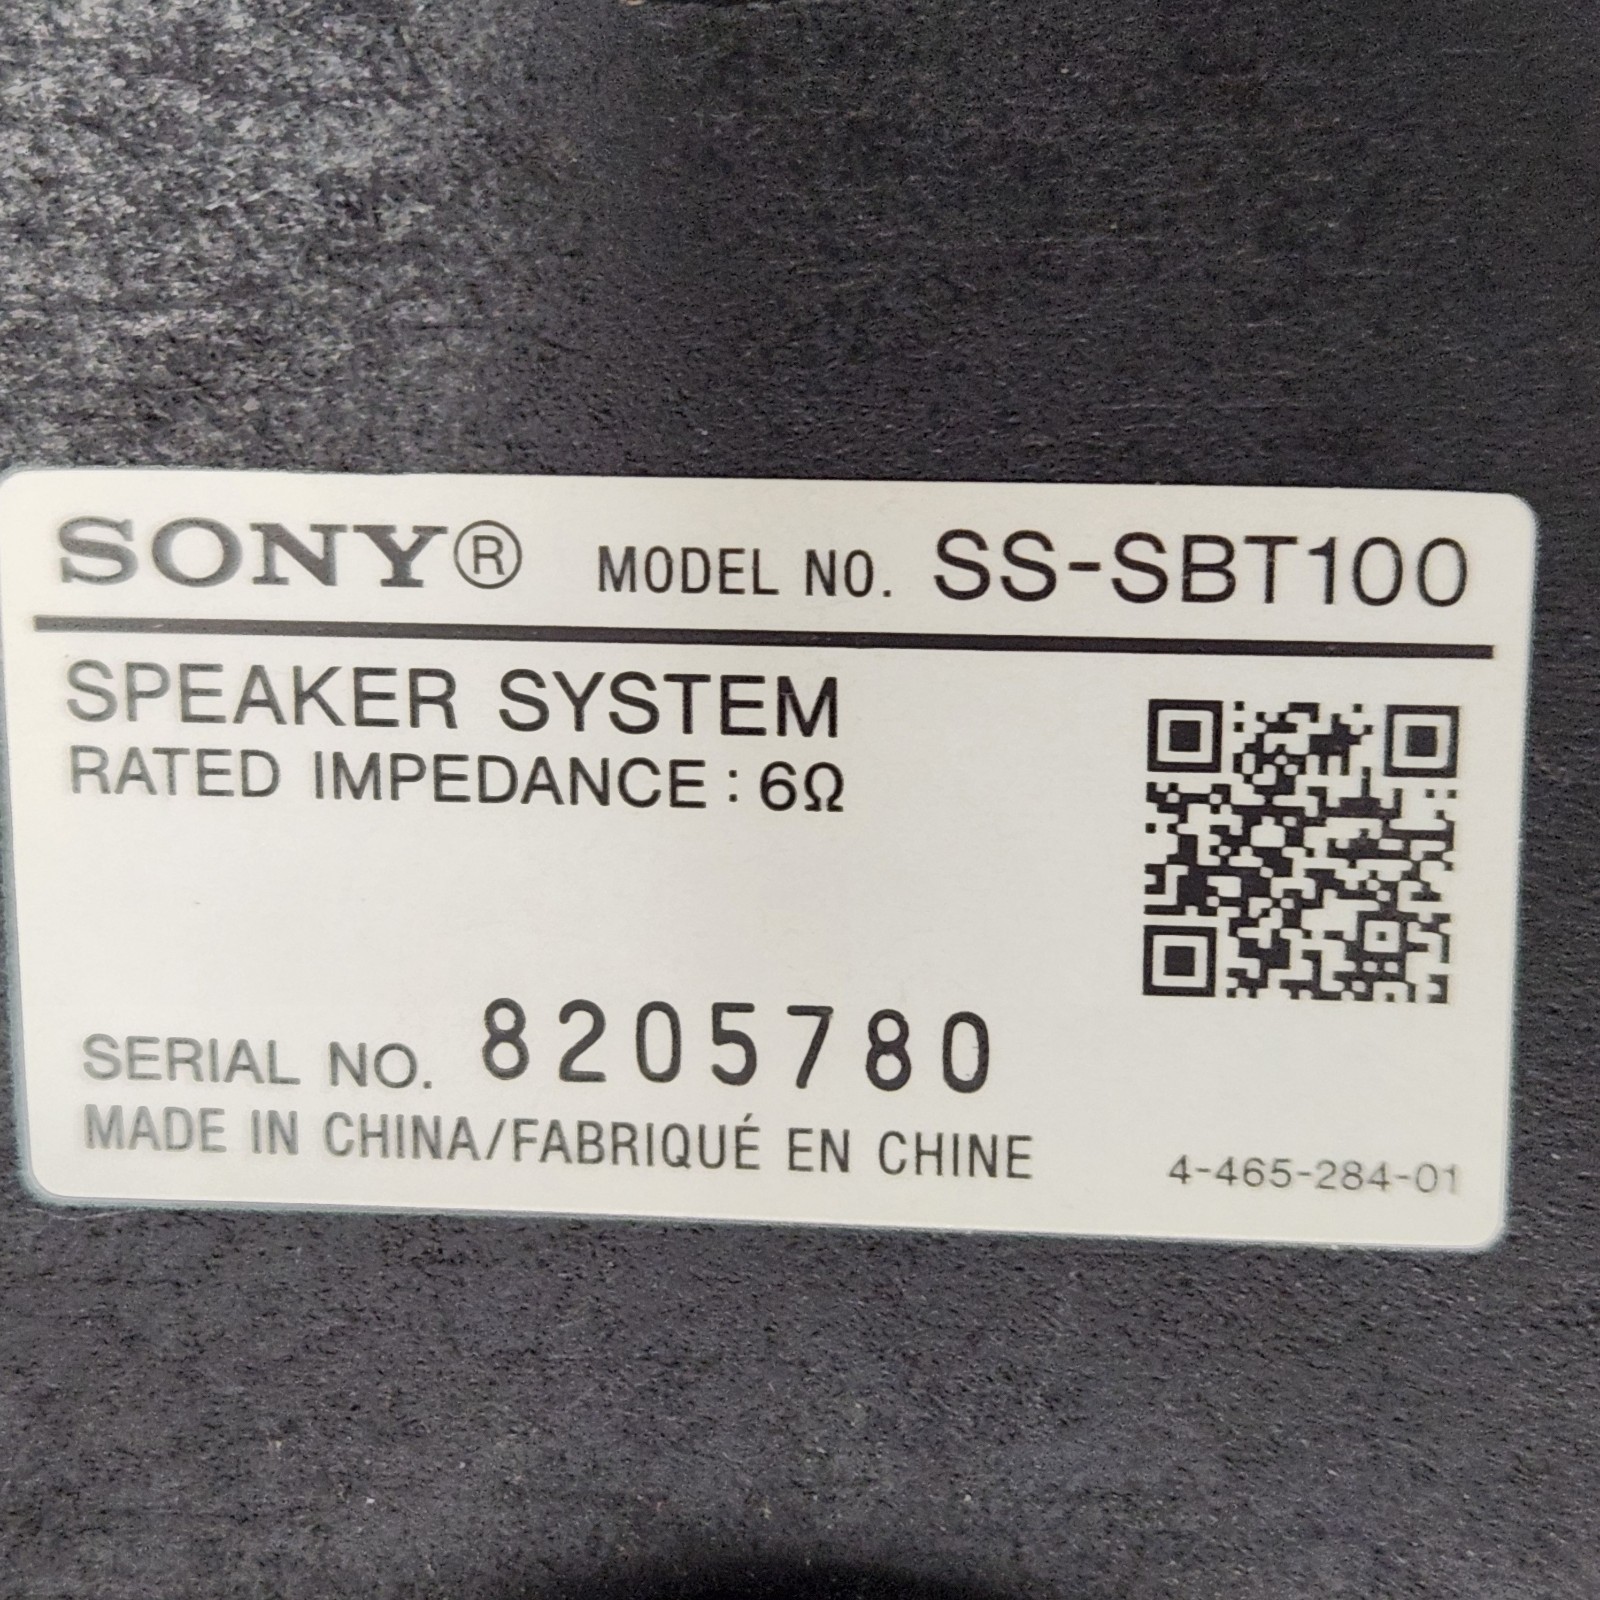 SONY® MODEL NO. SS-SBT100
SPEAKER SYSTEM
RATED IMPEDANCE : 6Ω
SERIAL NO. 8205780
MADE IN CHINA/FABRIQUÉ EN CHINE
4-465-284-01